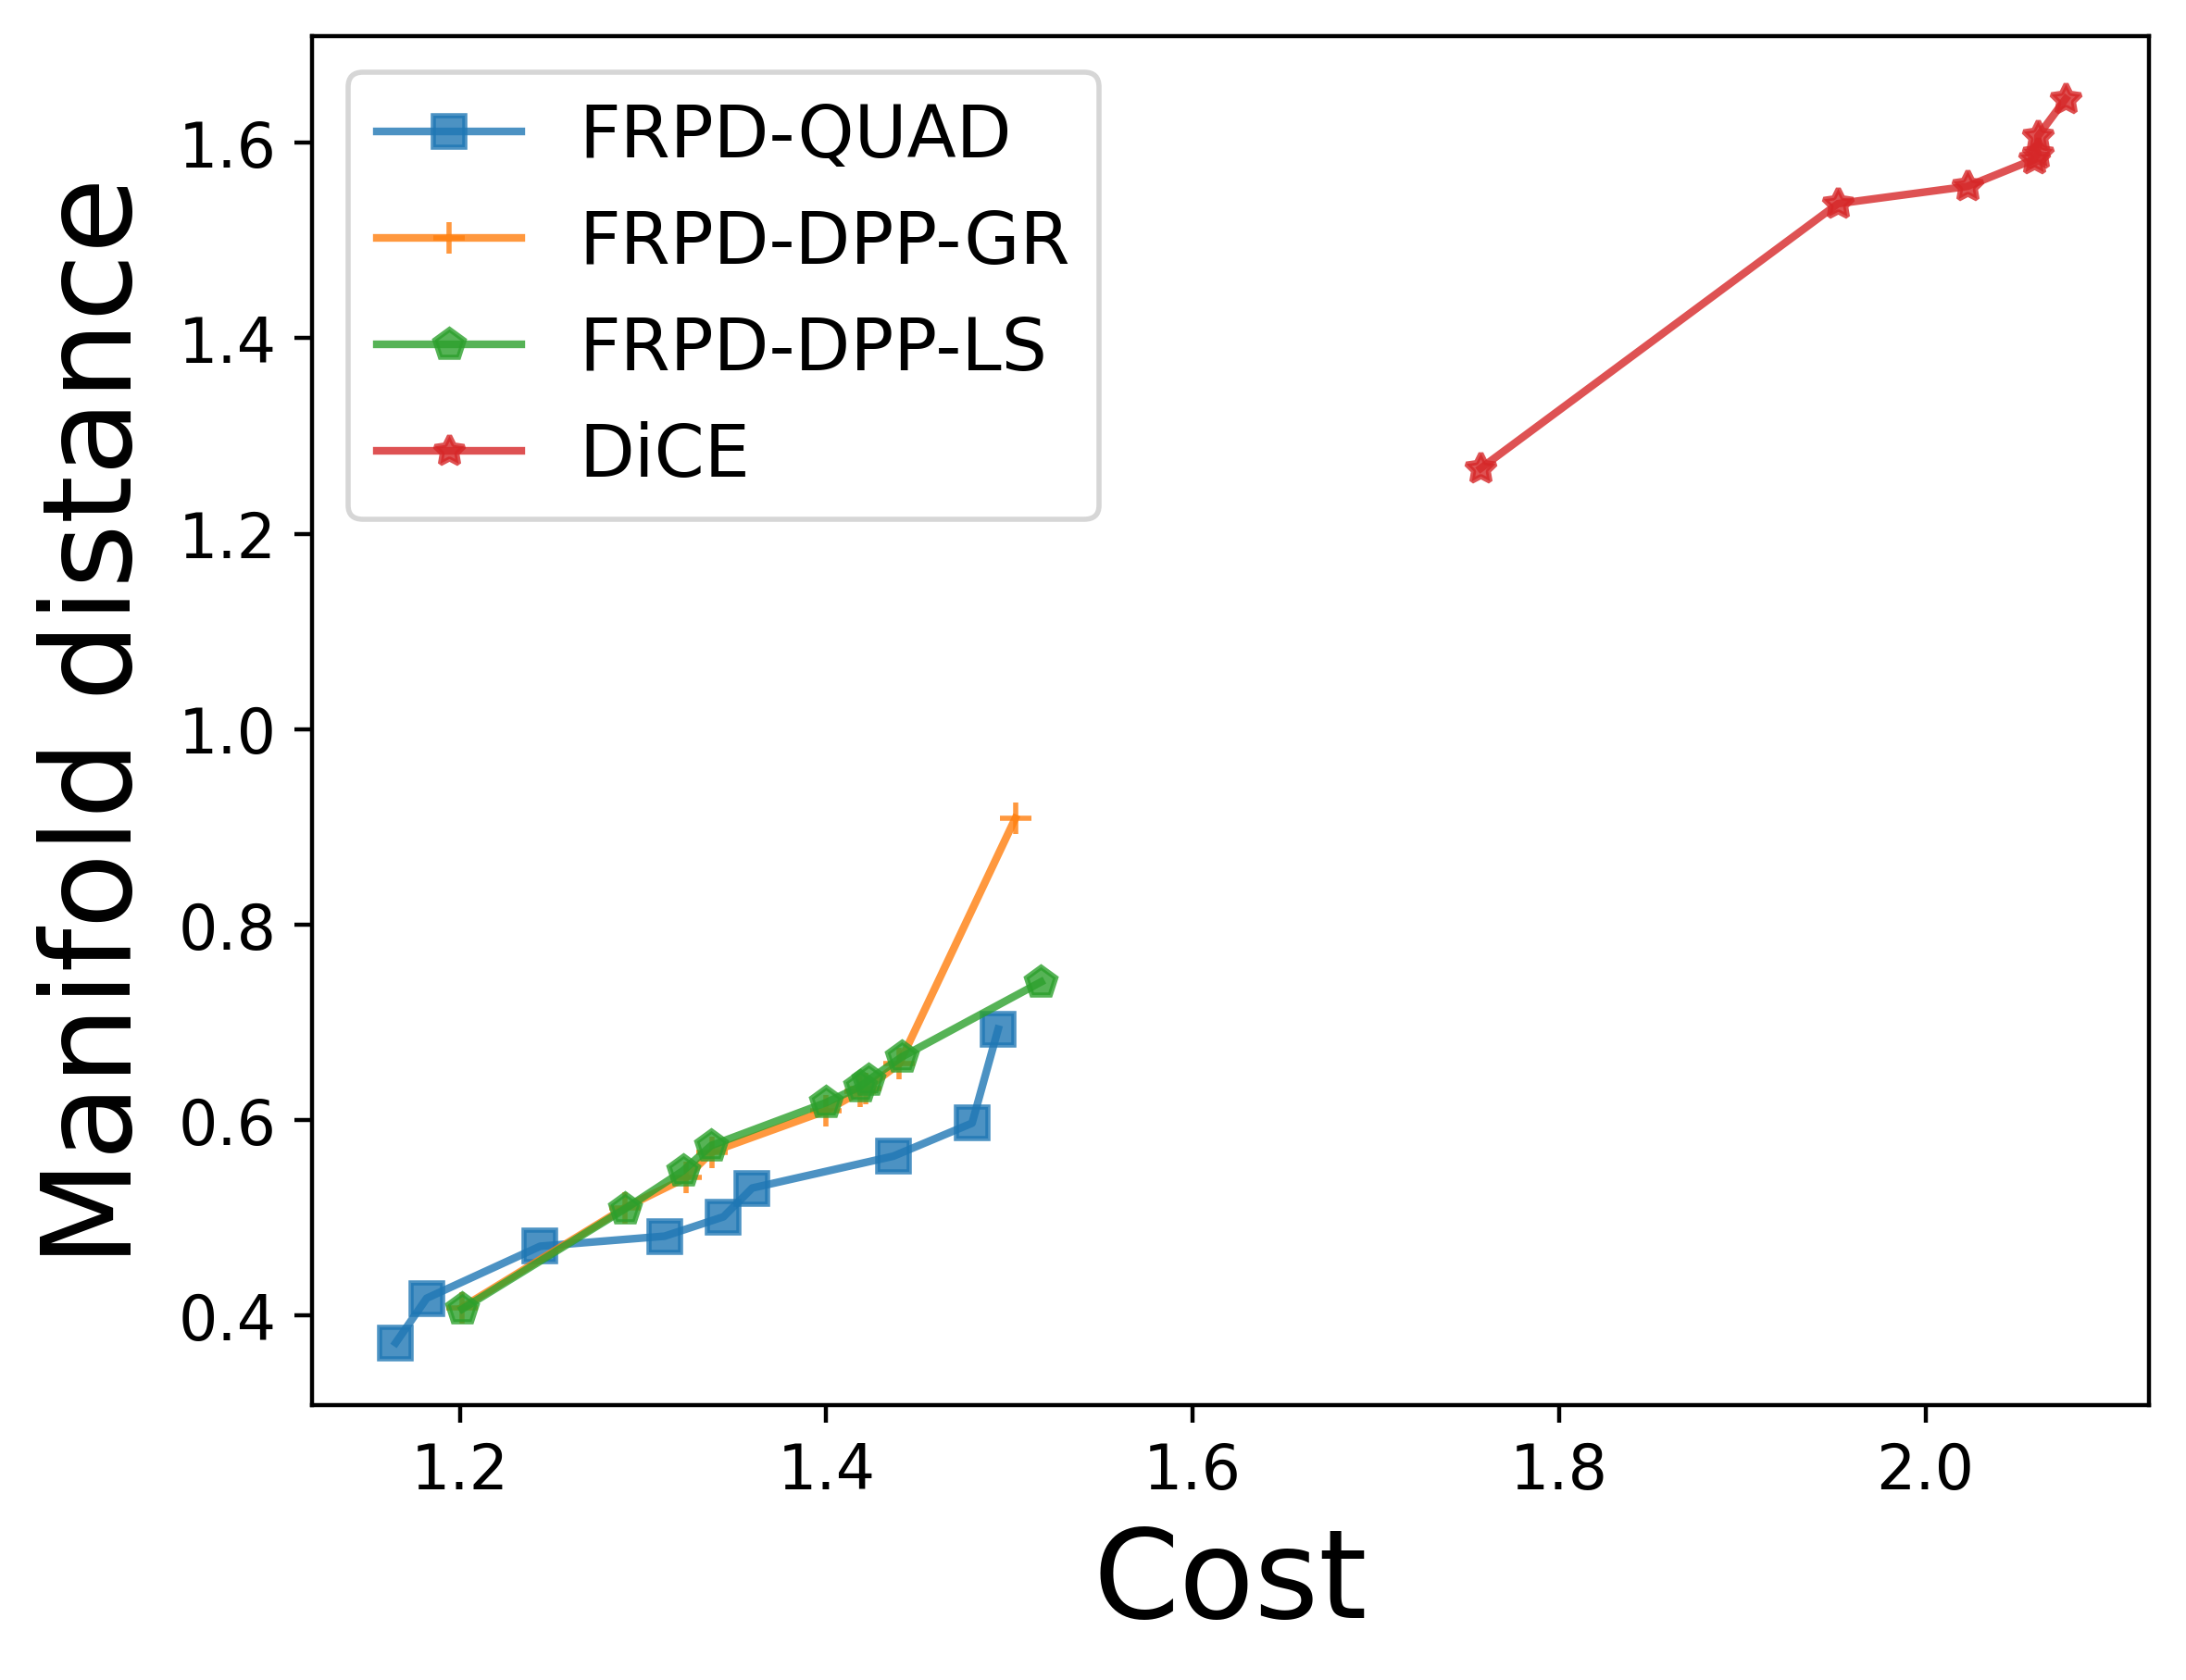 FRPD-QUAD
FRPD-DPP-GR
FRPD-DPP-LS
DiCE
Manifold distance
1.6
1.4
1.2
1.0
0.8
0.6
0.4
1.2 1.4 1.6 1.8 2.0
Cost